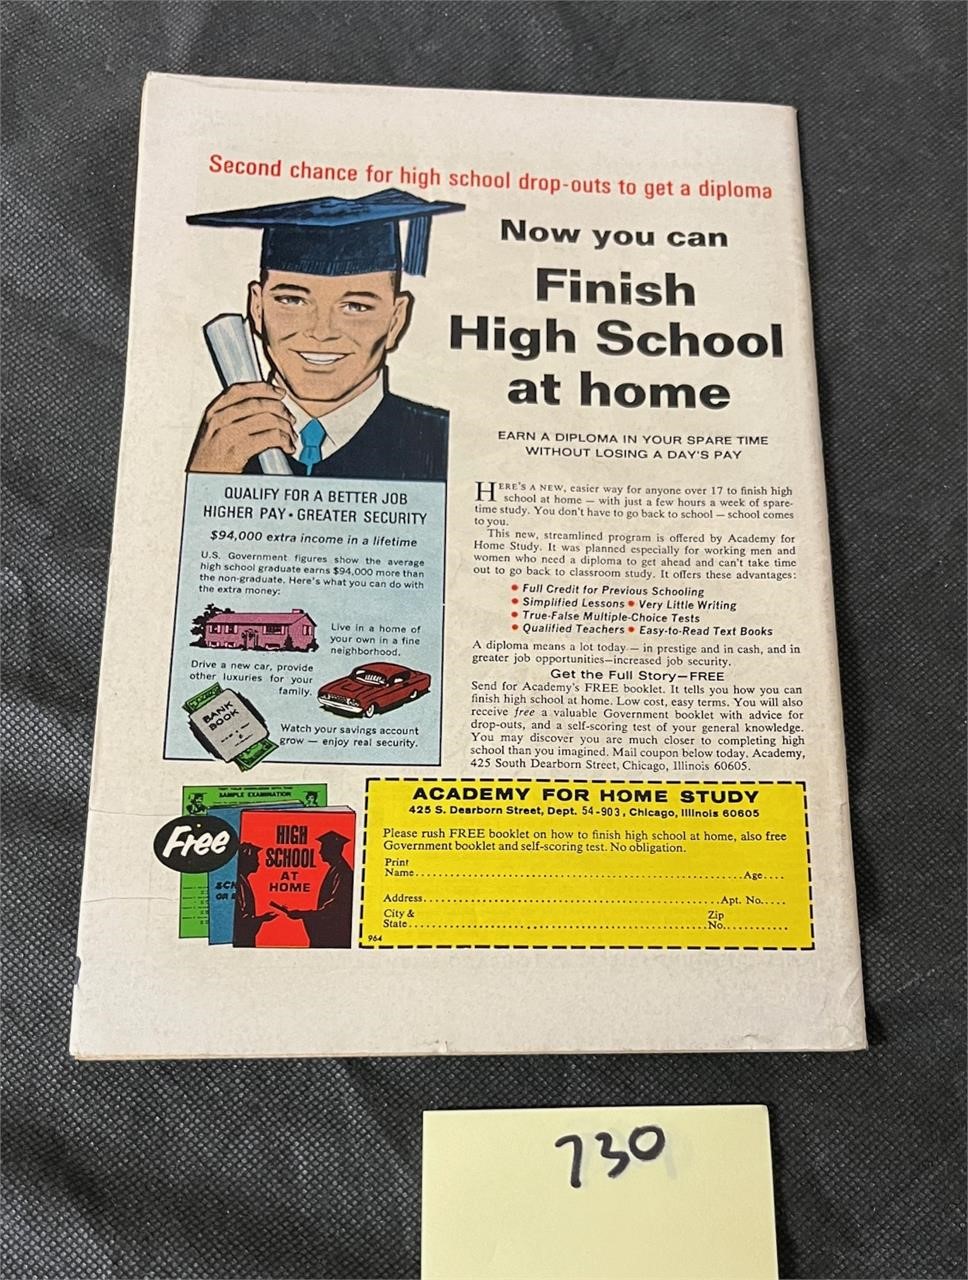 Second chance for high school drop-outs to get a diploma
Now you can
Finish
High School
at home
EARN A DIPLOMA IN YOUR SPARE TIME
WITHOUT LOSING A DAY'S PAY
QUALIFY FOR A BETTER JOB
HIGHER PAY • GREATER SECURITY
$94,000 extra income in a lifetime
U.S. Government figures show the average
high school graduate earns $94,000 more than
the non-graduate. Here's what you can do with
the extra money:
Live in a home of
your own in a fine
neighborhood.
Drive a new car, provide
other luxuries for your
family.
BANK
BOOK
Watch your savings account
grow — enjoy real security.
HERE'S A NEW, easier way for anyone over 17 to finish high
school at home — with just a few hours a week of spare-
time study. You don't have to go back to school — school comes
to you.
This new, streamlined program is offered by Academy for
Home Study. It was planned especially for working men and
women who need a diploma to get ahead and can't take time
out to go back to classroom study. It offers these advantages:
• Full Credit for Previous Schooling
• Simplified Lessons • Very Little Writing
• True-False Multiple-Choice Tests
• Qualified Teachers • Easy-to-Read Text Books
A diploma means a lot today — in prestige and in cash, and in
greater job opportunities—increased job security.
Get the Full Story—FREE
Send for Academy's FREE booklet. It tells you how you can
finish high school at home. Low cost, easy terms. You will also
receive free a valuable Government booklet with advice for
drop-outs, and a self-scoring test of your general knowledge.
You may discover you are much closer to completing high
school than you imagined. Mail coupon below today. Academy,
425 South Dearborn Street, Chicago, Illinois 60605.
SAMPLE EXAMINATION
Free
SCH
OR
HIGH
SCHOOL
AT
HOME
ACADEMY FOR HOME STUDY
425 S. Dearborn Street, Dept. 54-903, Chicago, Illinois 60605
Please rush FREE booklet on how to finish high school at home, also free
Government booklet and self-scoring test. No obligation.
Print
Name.....Age....
Address.....Apt. No.....
City & Zip
State.....No.....
964
730